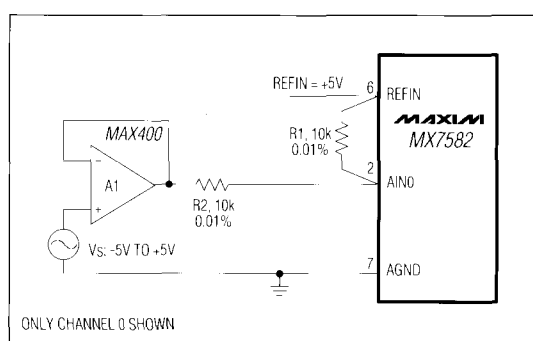 REFIN = +5V
6
REFIN
MAXIM
MX7582
R1, 10k
0.01%
MAX400
A1
−
+
R2, 10k
0.01%
2
AIN0
Vs: -5V TO +5V
7
AGND
ONLY CHANNEL 0 SHOWN